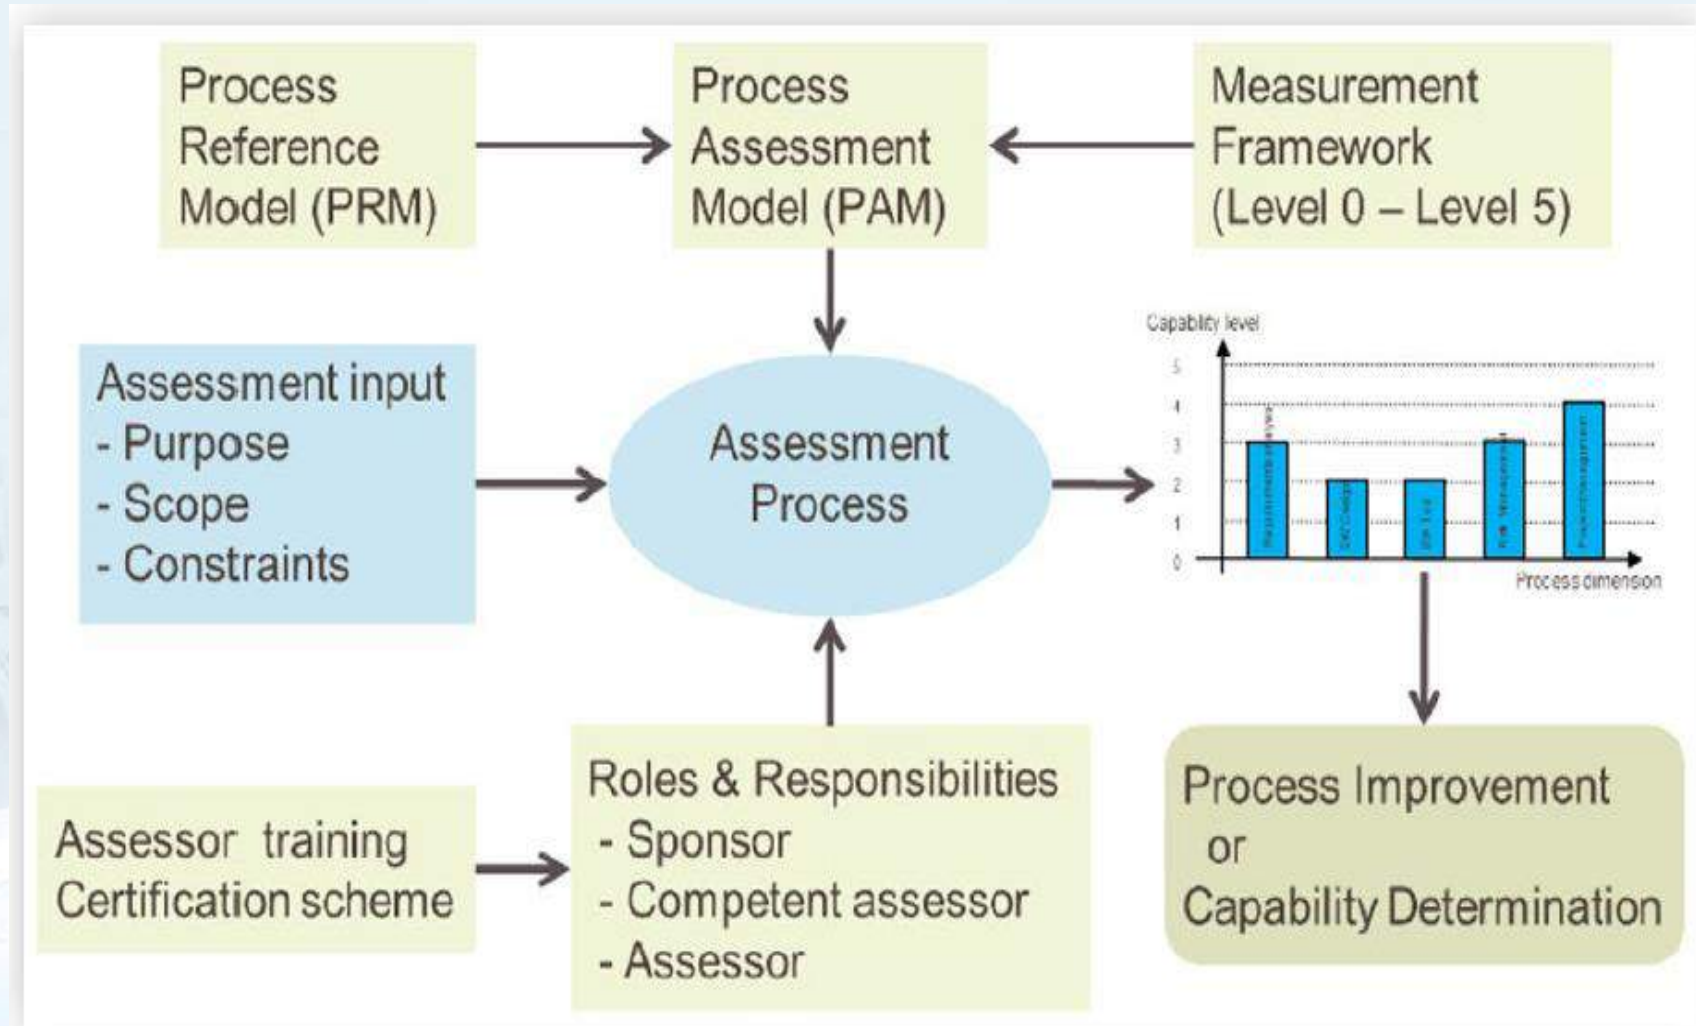 Process
Reference
Model (PRM)
Process
Assessment
Model (PAM)
Measurement
Framework
(Level 0 – Level 5)
Assessment input
- Purpose
- Scope
- Constraints
Assessment
Process
Capability level
5
4
3
2
1
0
Process dimension
Assessor training
Certification scheme
Roles & Responsibilities
- Sponsor
- Competent assessor
- Assessor
Process Improvement
or
Capability Determination